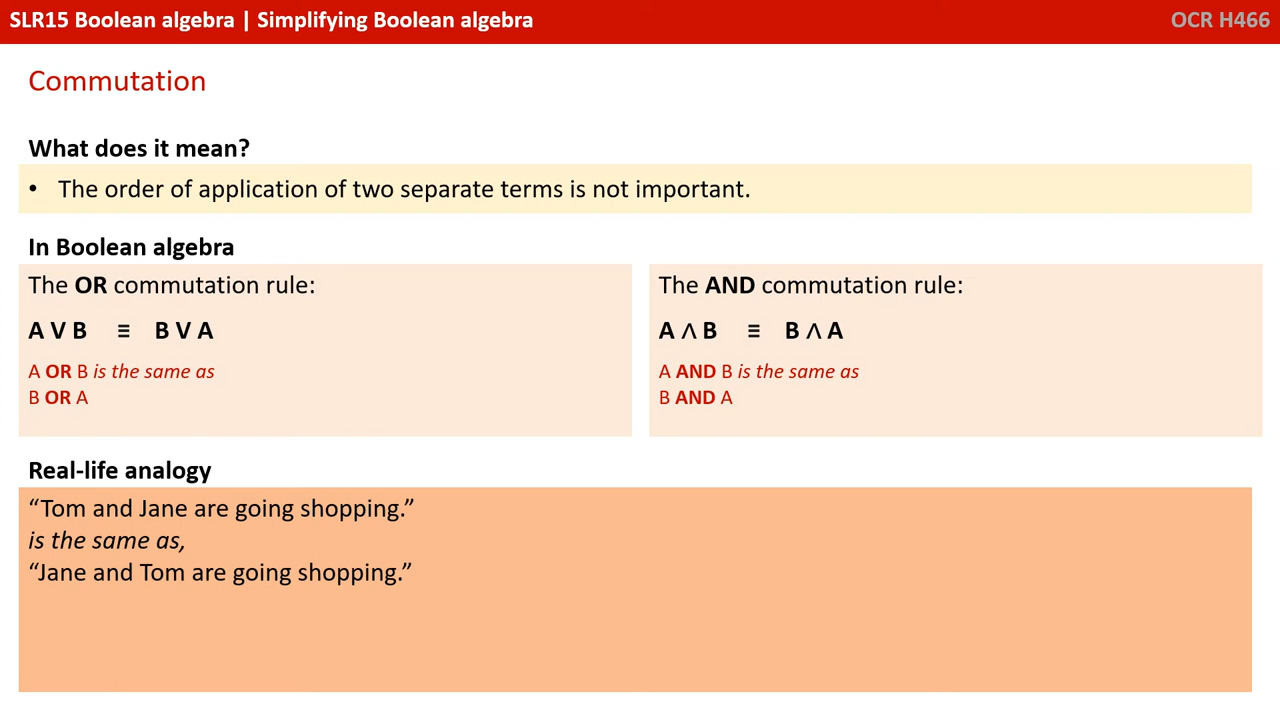 SLR15 Boolean algebra | Simplifying Boolean algebra
OCR H466
Commutation
What does it mean?
• The order of application of two separate terms is not important.
In Boolean algebra
The OR commutation rule:
A V B ≡ B V A
A OR B is the same as
B OR A
The AND commutation rule:
A ∧ B ≡ B ∧ A
A AND B is the same as
B AND A
Real-life analogy
“Tom and Jane are going shopping.”
is the same as,
“Jane and Tom are going shopping.”